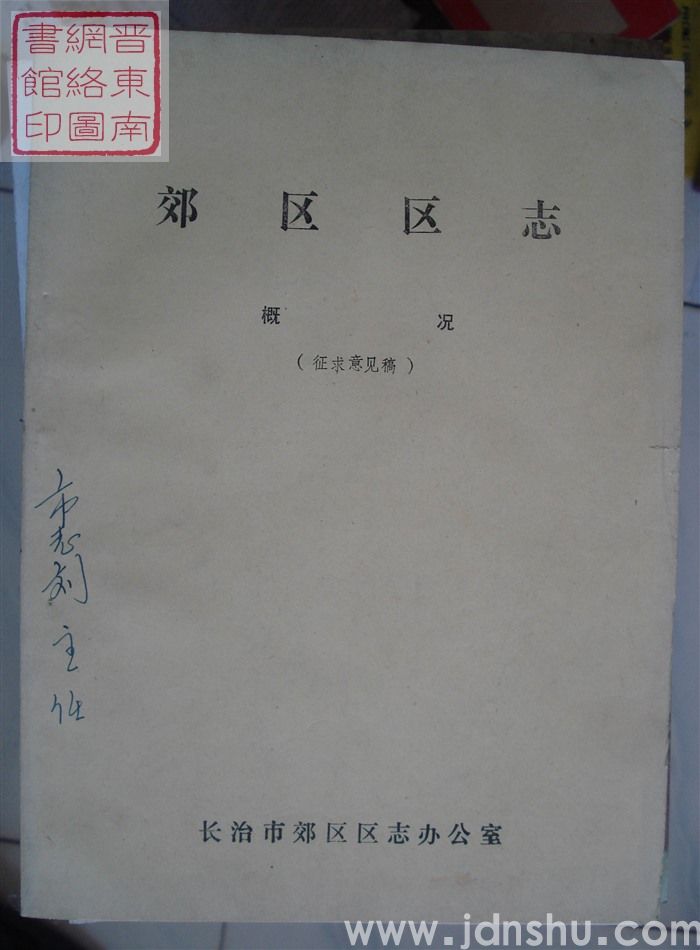 晋東南
網絡圖
書館印
郊区区志
概况
(征求意见稿)
市志刘主任
长治市郊区区志办公室
www.jdnshu.com